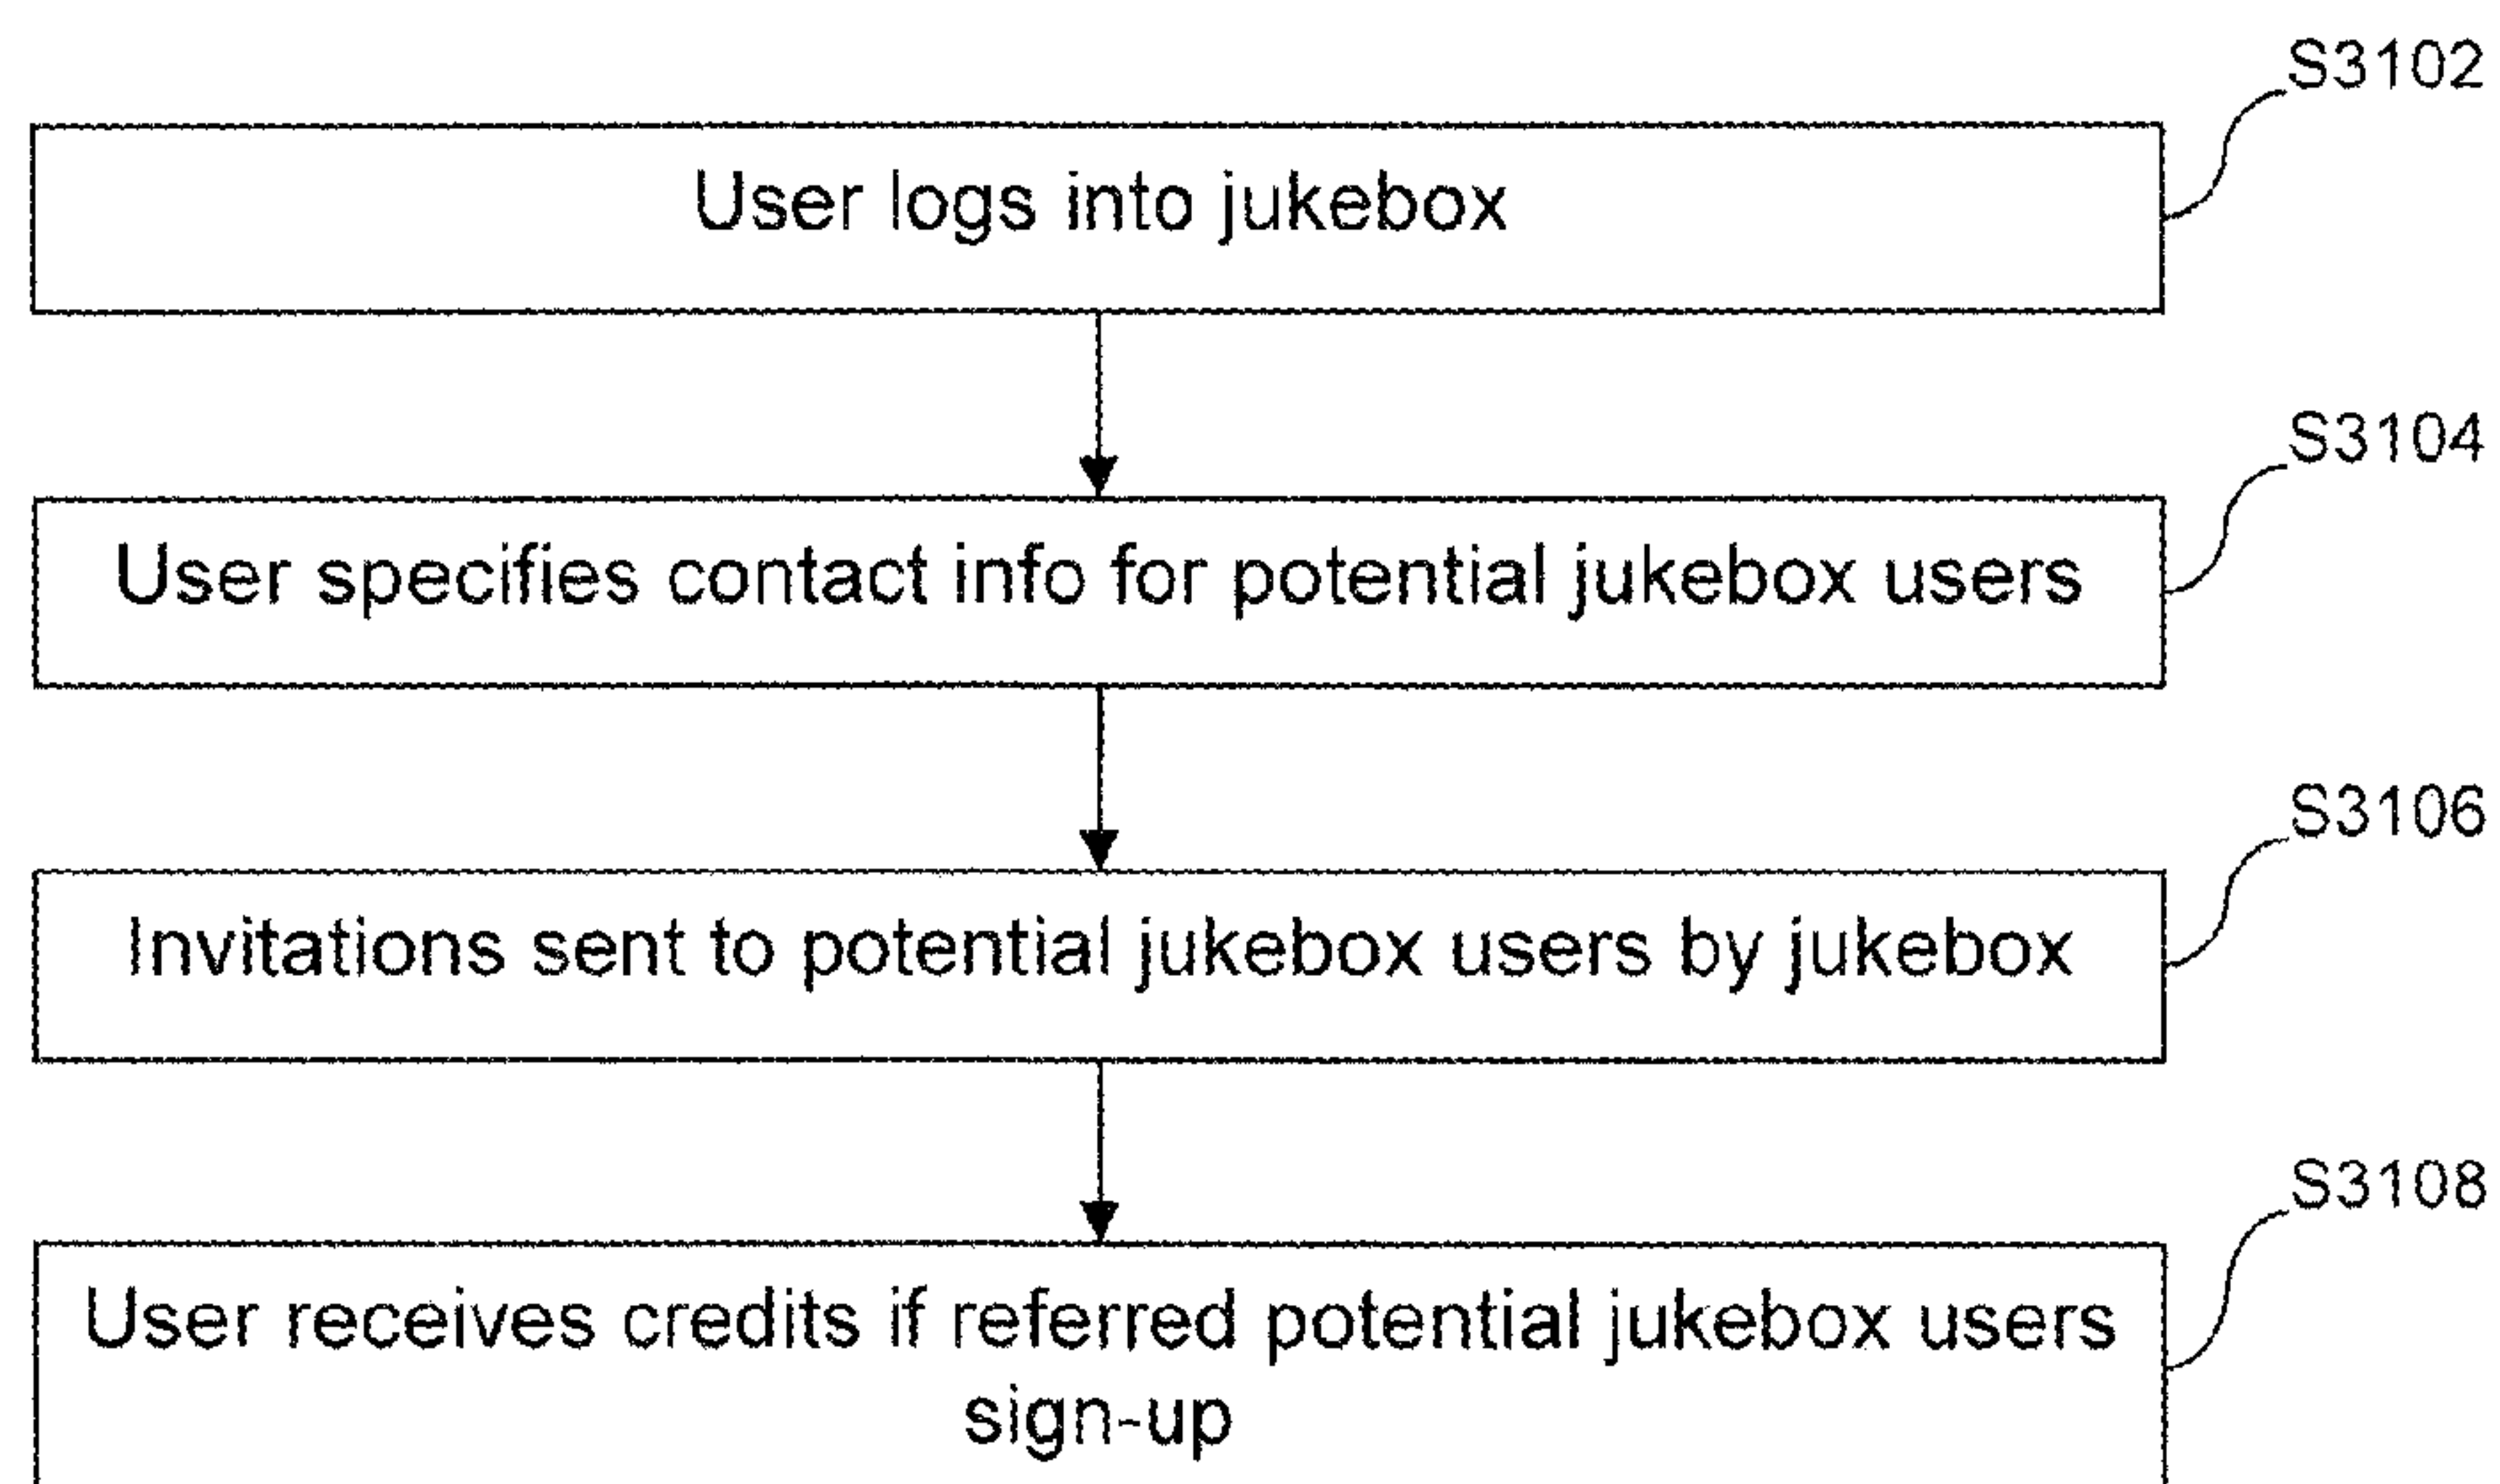 S3102
User logs into jukebox
S3104
User specifies contact info for potential jukebox users
S3106
Invitations sent to potential jukebox users by jukebox
S3108
User receives credits if referred potential jukebox users
sign-up